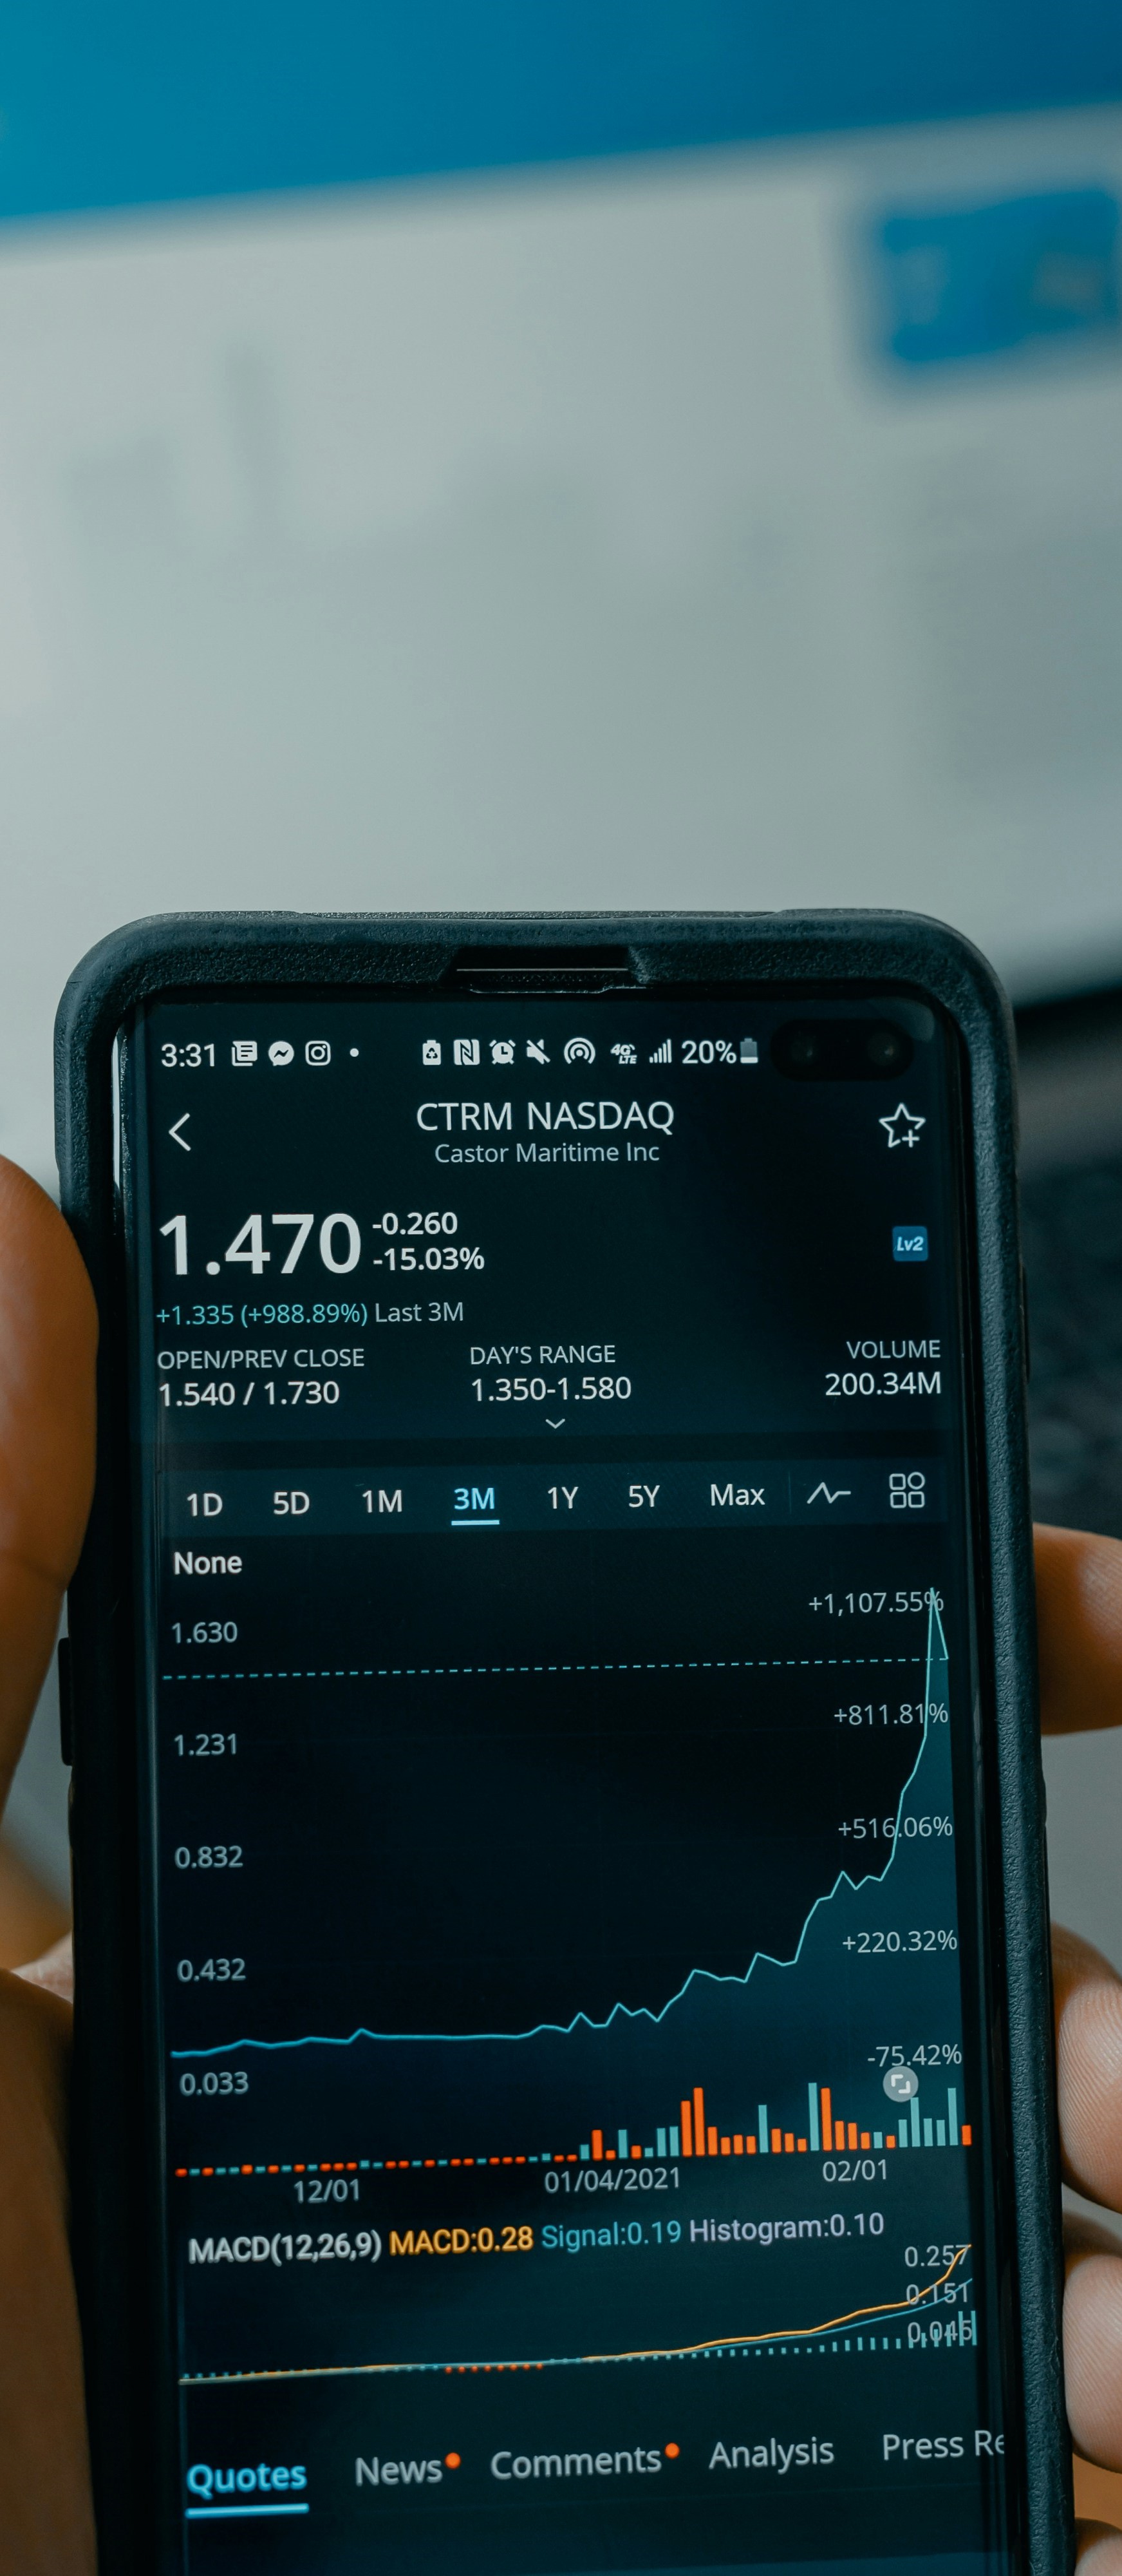 3:31 4G LTE 20%
CTRM NASDAQ
Castor Maritime Inc
1.470 -0.260
-15.03%
Lv2
+1.335 (+988.89%) Last 3M
OPEN/PREV CLOSE DAY'S RANGE VOLUME
1.540 / 1.730 1.350-1.580 200.34M
1D 5D 1M 3M 1Y 5Y Max
None
1.630 +1,107.55%
1.231 +811.81%
0.832 +516.06%
0.432 +220.32%
0.033 -75.42%
12/01 01/04/2021 02/01
MACD(12,26,9) MACD:0.28 Signal:0.19 Histogram:0.10
0.257
0.151
0.045
Quotes News Comments Analysis Press Re